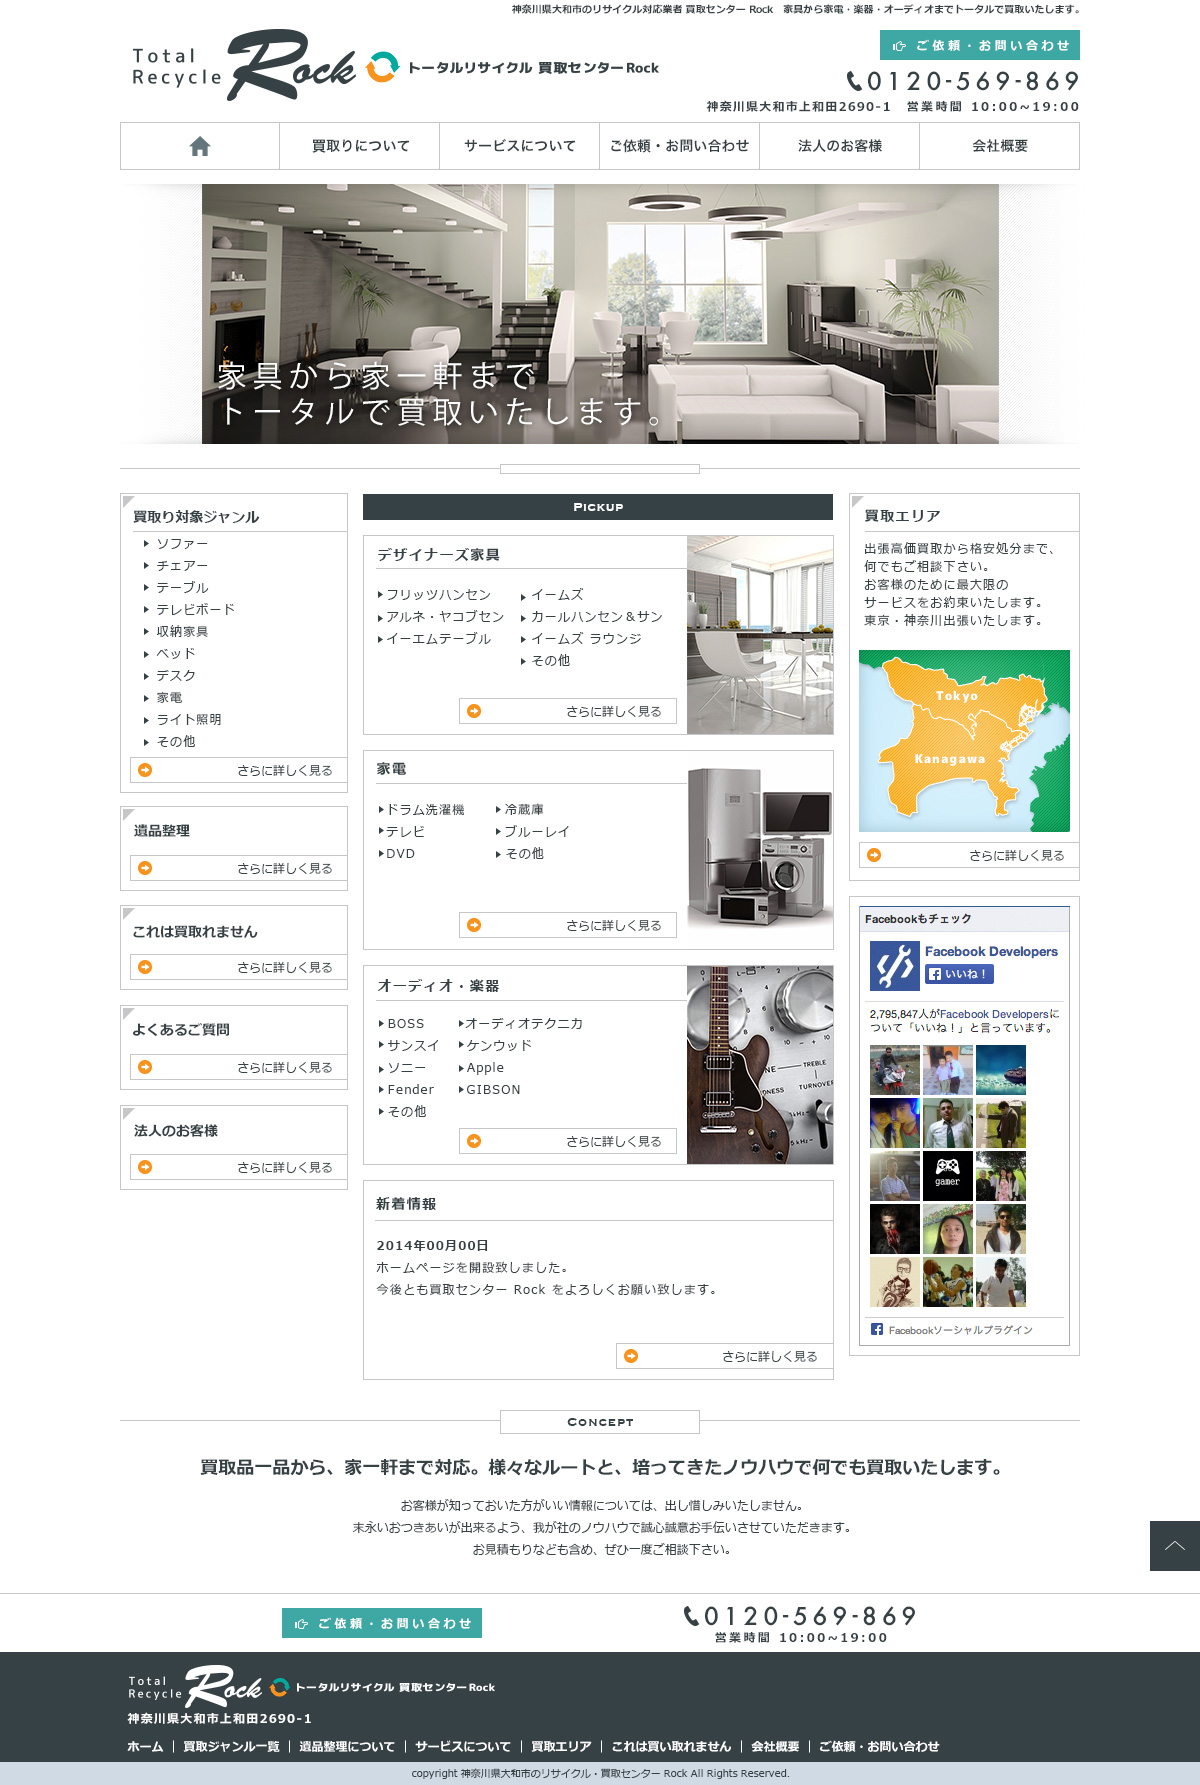 神奈川県大和市のリサイクル対応業者 買取センター Rock　家具から家電・楽器・オーディオまでトータルで買取いたします。
Total Recycle Rock トータルリサイクル 買取センターRock
ご依頼・お問い合わせ
0120-569-869
神奈川県大和市上和田2690-1　営業時間 10:00~19:00
買取りについて　サービスについて　ご依頼・お問い合わせ　法人のお客様　会社概要
家具から家一軒まで
トータルで買取いたします。
買取り対象ジャンル
ソファー
チェアー
テーブル
テレビボード
収納家具
ベッド
デスク
家電
ライト照明
その他
さらに詳しく見る
遺品整理
さらに詳しく見る
これは買取れません
さらに詳しく見る
よくあるご質問
さらに詳しく見る
法人のお客様
さらに詳しく見る
Pickup
デザイナーズ家具
フリッツハンセン　イームズ
アルネ・ヤコブセン　カールハンセン＆サン
イーエムテーブル　イームズ ラウンジ
その他
さらに詳しく見る
家電
ドラム洗濯機　冷蔵庫
テレビ　ブルーレイ
DVD　その他
さらに詳しく見る
オーディオ・楽器
BOSS　オーディオテクニカ
サンスイ　ケンウッド
ソニー　Apple
Fender　GIBSON
その他
さらに詳しく見る
新着情報
2014年00月00日
ホームページを開設致しました。
今後とも買取センター Rock をよろしくお願い致します。
さらに詳しく見る
買取エリア
出張高価買取から格安処分まで、
何でもご相談下さい。
お客様のために最大限の
サービスをお約束いたします。
東京・神奈川出張いたします。
Tokyo
Kanagawa
さらに詳しく見る
Facebookもチェック
Facebook Developers
いいね！
2,795,847人がFacebook Developersに
ついて「いいね！」と言っています。
gamer
Facebookソーシャルプラグイン
Concept
買取品一品から、家一軒まで対応。様々なルートと、培ってきたノウハウで何でも買取いたします。
お客様が知っておいた方がいい情報については、出し惜しみいたしません。
末永いおつきあいが出来るよう、我が社のノウハウで誠心誠意お手伝いさせていただきます。
お見積もりなども含め、ぜひ一度ご相談下さい。
ご依頼・お問い合わせ
0120-569-869
営業時間 10:00~19:00
Total Recycle Rock トータルリサイクル 買取センターRock
神奈川県大和市上和田2690-1
ホーム｜買取ジャンル一覧｜遺品整理について｜サービスについて｜買取エリア｜これは買い取れません｜会社概要｜ご依頼・お問い合わせ
copyright 神奈川県大和市のリサイクル・買取センター Rock All Rights Reserved.